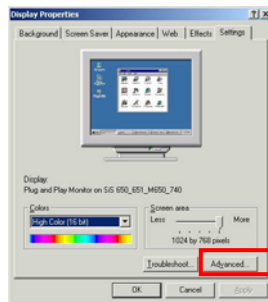 Display Properties
Background Screen Saver Appearance Web Effects Settings
Display:
Plug and Play Monitor on SiS 650_651_M650_740
Colors
High Color (16 bit)
Screen area
Less More
1024 by 768 pixels
Troubleshoot... Advanced...
OK Cancel Apply